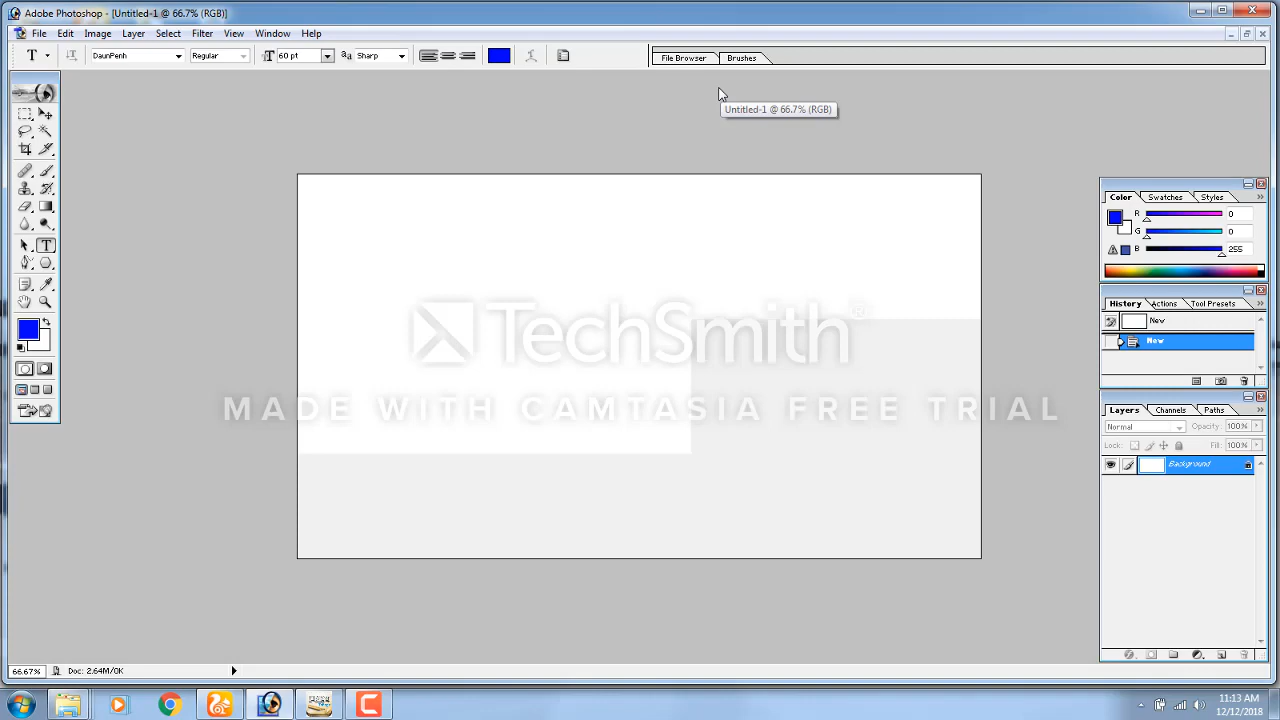 Adobe Photoshop - [Untitled-1 @ 66.7% (RGB)]
File Edit Image Layer Select Filter View Window Help
T DaunPenh Regular T 60 pt aa Sharp File Browser Brushes
Untitled-1 @ 66.7% (RGB)
Color Swatches Styles
R 0
G 0
B 255
History Actions Tool Presets
New
New
TechSmith®
MADE WITH CAMTASIA FREE TRIAL
Layers Channels Paths
Normal Opacity: 100%
Lock: Fill: 100%
Background
66.67% Doc: 2.64M/0K
11:13 AM
12/12/2018